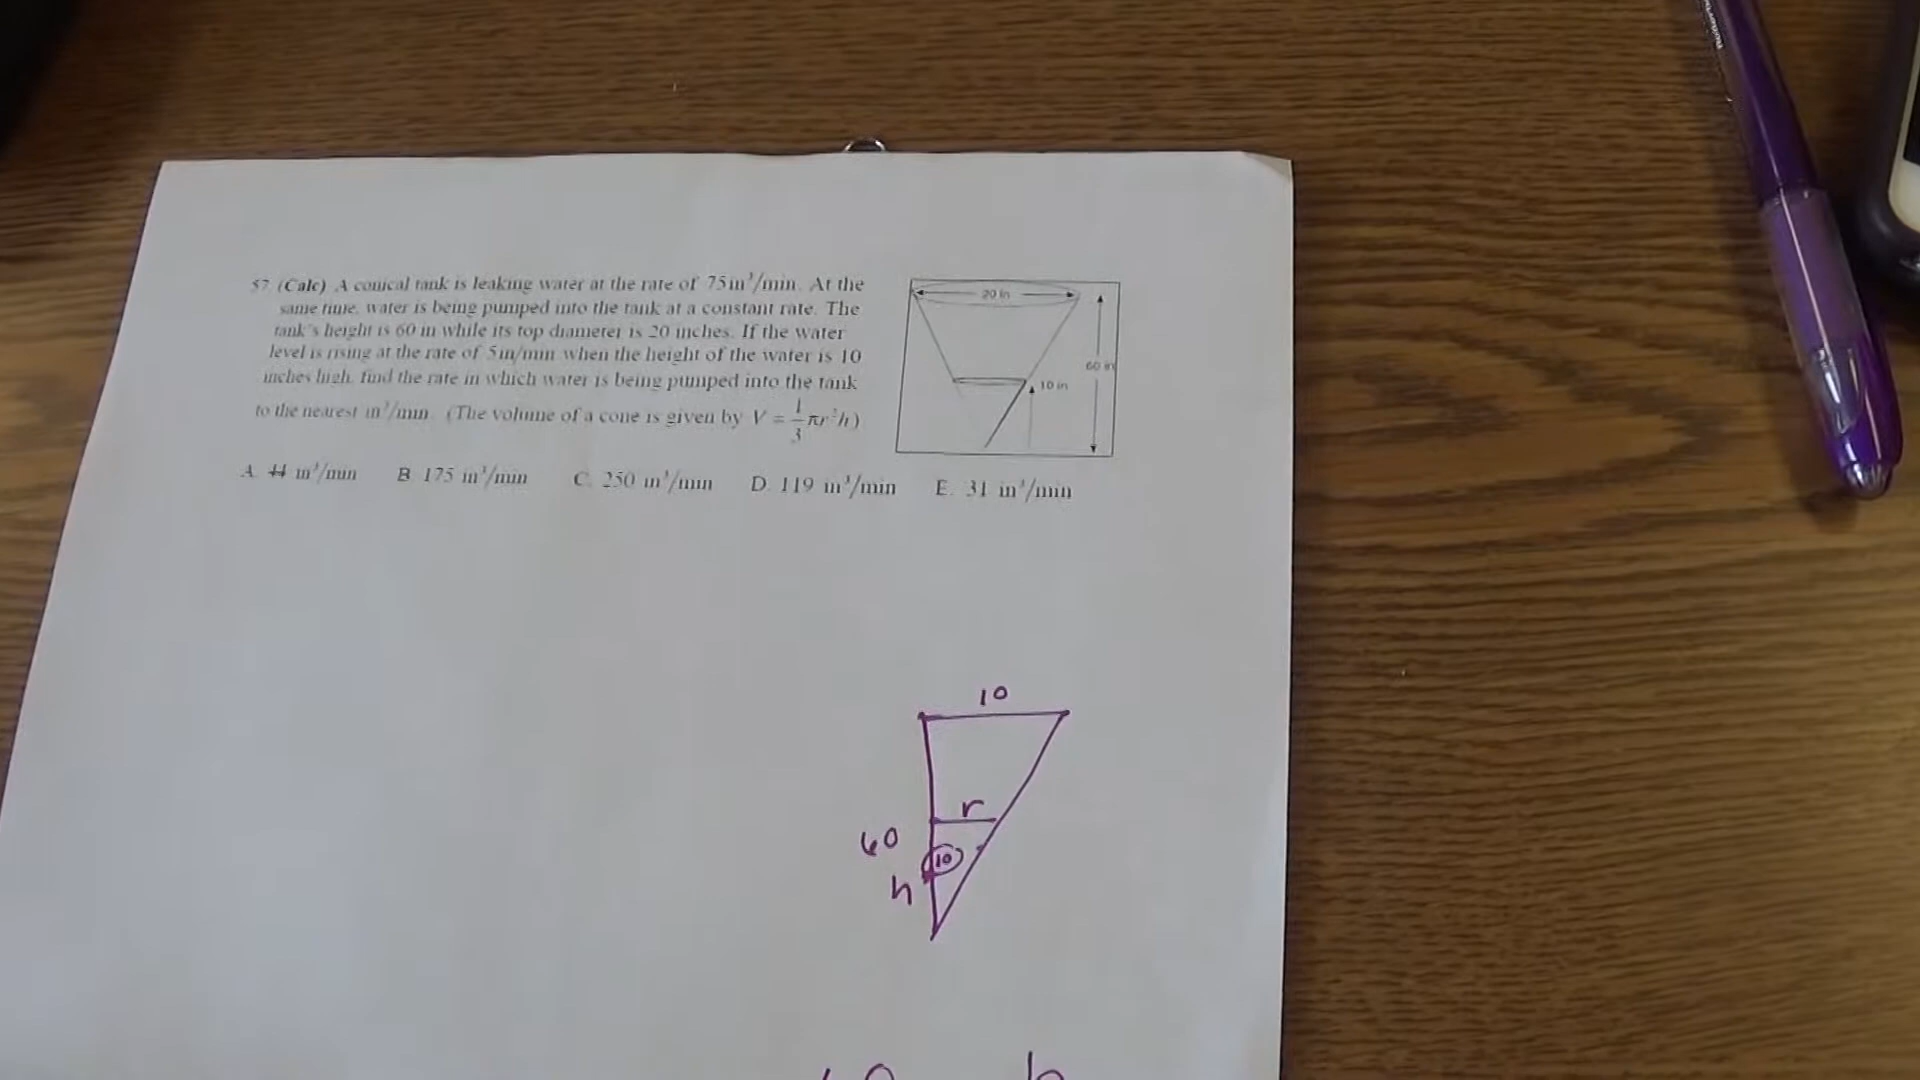 57. (Calc) A conical tank is leaking water at the rate of 75 in³/min. At the
same time, water is being pumped into the tank at a constant rate. The
tank's height is 60 in while its top diameter is 20 inches. If the water
level is rising at the rate of 5 in/min when the height of the water is 10
inches high, find the rate in which water is being pumped into the tank
to the nearest in³/min. (The volume of a cone is given by V = 1/3 πr²h)
20 in
60 in
10 in
A. 44 in³/min B. 175 in³/min C. 250 in³/min D. 119 in³/min E. 31 in³/min
10
r
60
10
h